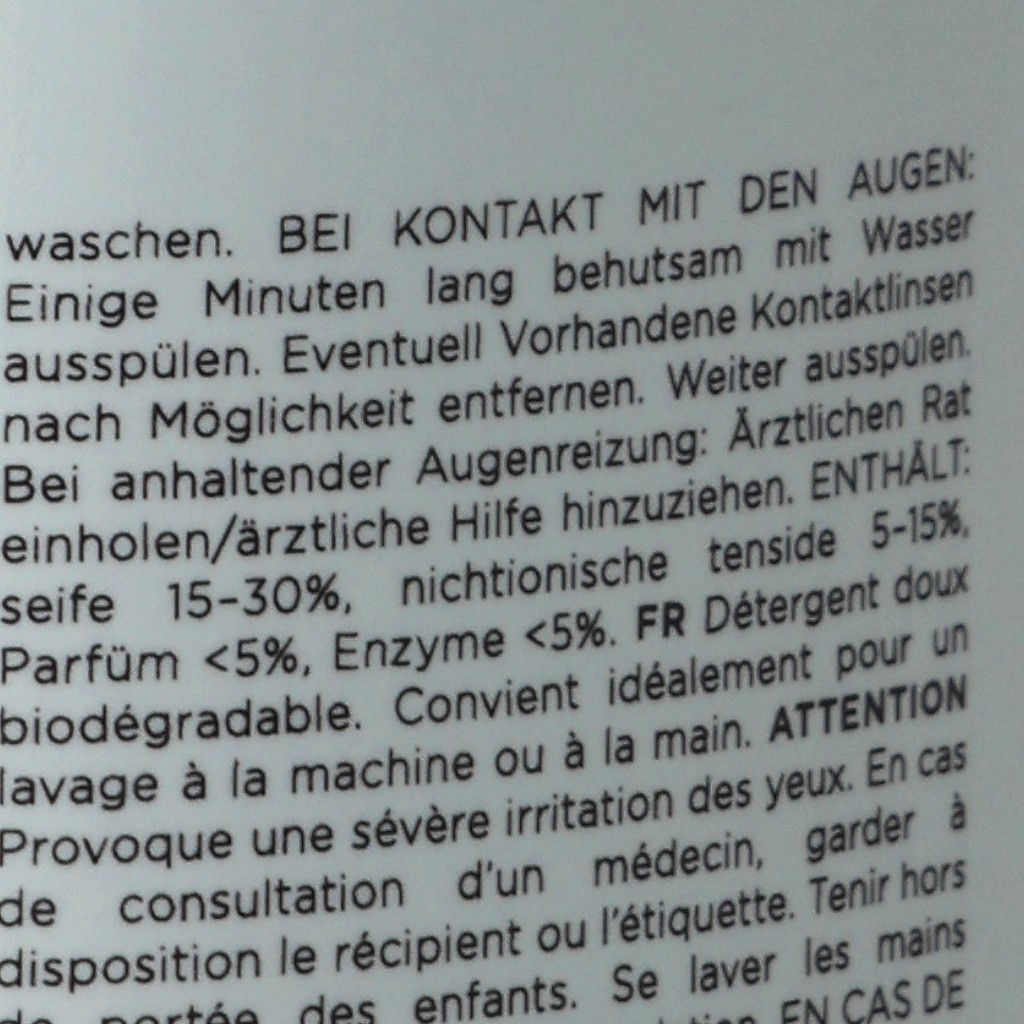 waschen. BEI KONTAKT MIT DEN AUGEN:
Einige Minuten lang behutsam mit Wasser
ausspülen. Eventuell Vorhandene Kontaktlinsen
nach Möglichkeit entfernen. Weiter ausspülen.
Bei anhaltender Augenreizung: Ärztlichen Rat
einholen/ärztliche Hilfe hinzuziehen. ENTHÄLT:
seife 15-30%, nichtionische tenside 5-15%,
Parfüm <5%, Enzyme <5%. FR Détergent doux
biodégradable. Convient idéalement pour un
lavage à la machine ou à la main. ATTENTION
Provoque une sévère irritation des yeux. En cas
de consultation d'un médecin, garder à
disposition le récipient ou l'étiquette. Tenir hors
de portée des enfants. Se laver les mains
EN CAS DE